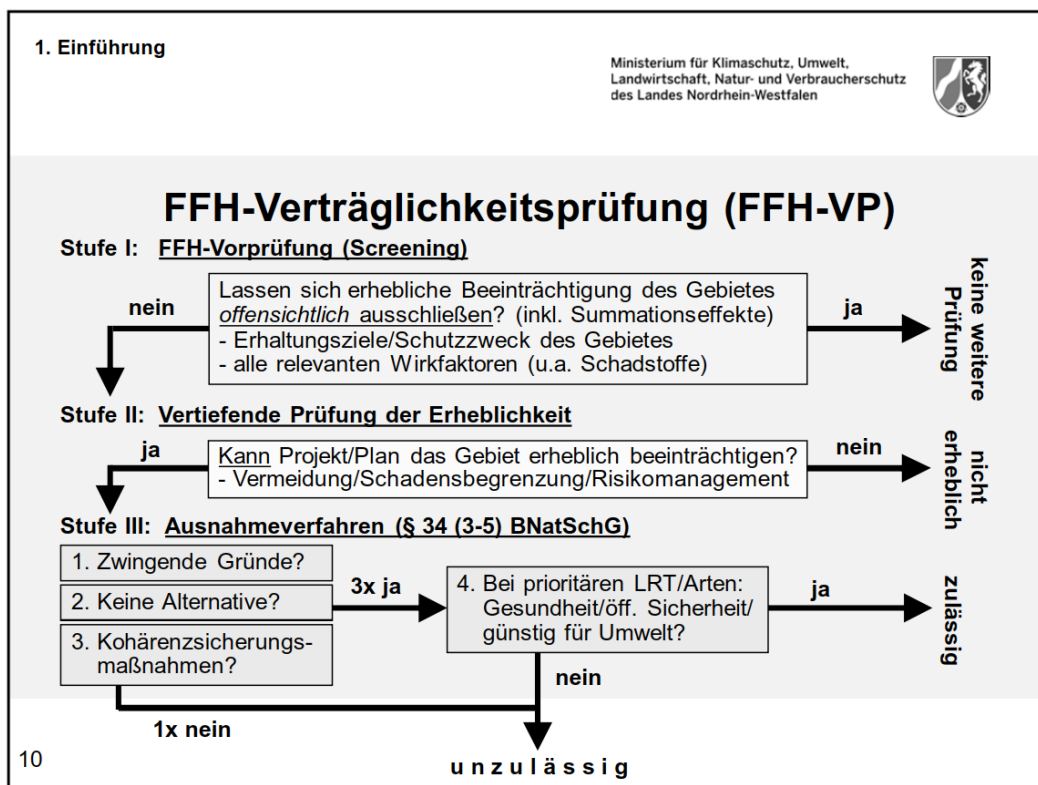 1. Einführung
Ministerium für Klimaschutz, Umwelt,
Landwirtschaft, Natur- und Verbraucherschutz
des Landes Nordrhein-Westfalen
FFH-Verträglichkeitsprüfung (FFH-VP)
Stufe I: FFH-Vorprüfung (Screening)
nein
Lassen sich erhebliche Beeinträchtigung des Gebietes
offensichtlich ausschließen? (inkl. Summationseffekte)
- Erhaltungsziele/Schutzzweck des Gebietes
- alle relevanten Wirkfaktoren (u.a. Schadstoffe)
ja
keine weitere
Prüfung
Stufe II: Vertiefende Prüfung der Erheblichkeit
ja
Kann Projekt/Plan das Gebiet erheblich beeinträchtigen?
- Vermeidung/Schadensbegrenzung/Risikomanagement
nein
nicht
erheblich
Stufe III: Ausnahmeverfahren (§ 34 (3-5) BNatSchG)
1. Zwingende Gründe?
2. Keine Alternative?
3. Kohärenzsicherungs-
maßnahmen?
3x ja
4. Bei prioritären LRT/Arten:
Gesundheit/öff. Sicherheit/
günstig für Umwelt?
ja
zulässig
nein
1x nein
unzulässig
10